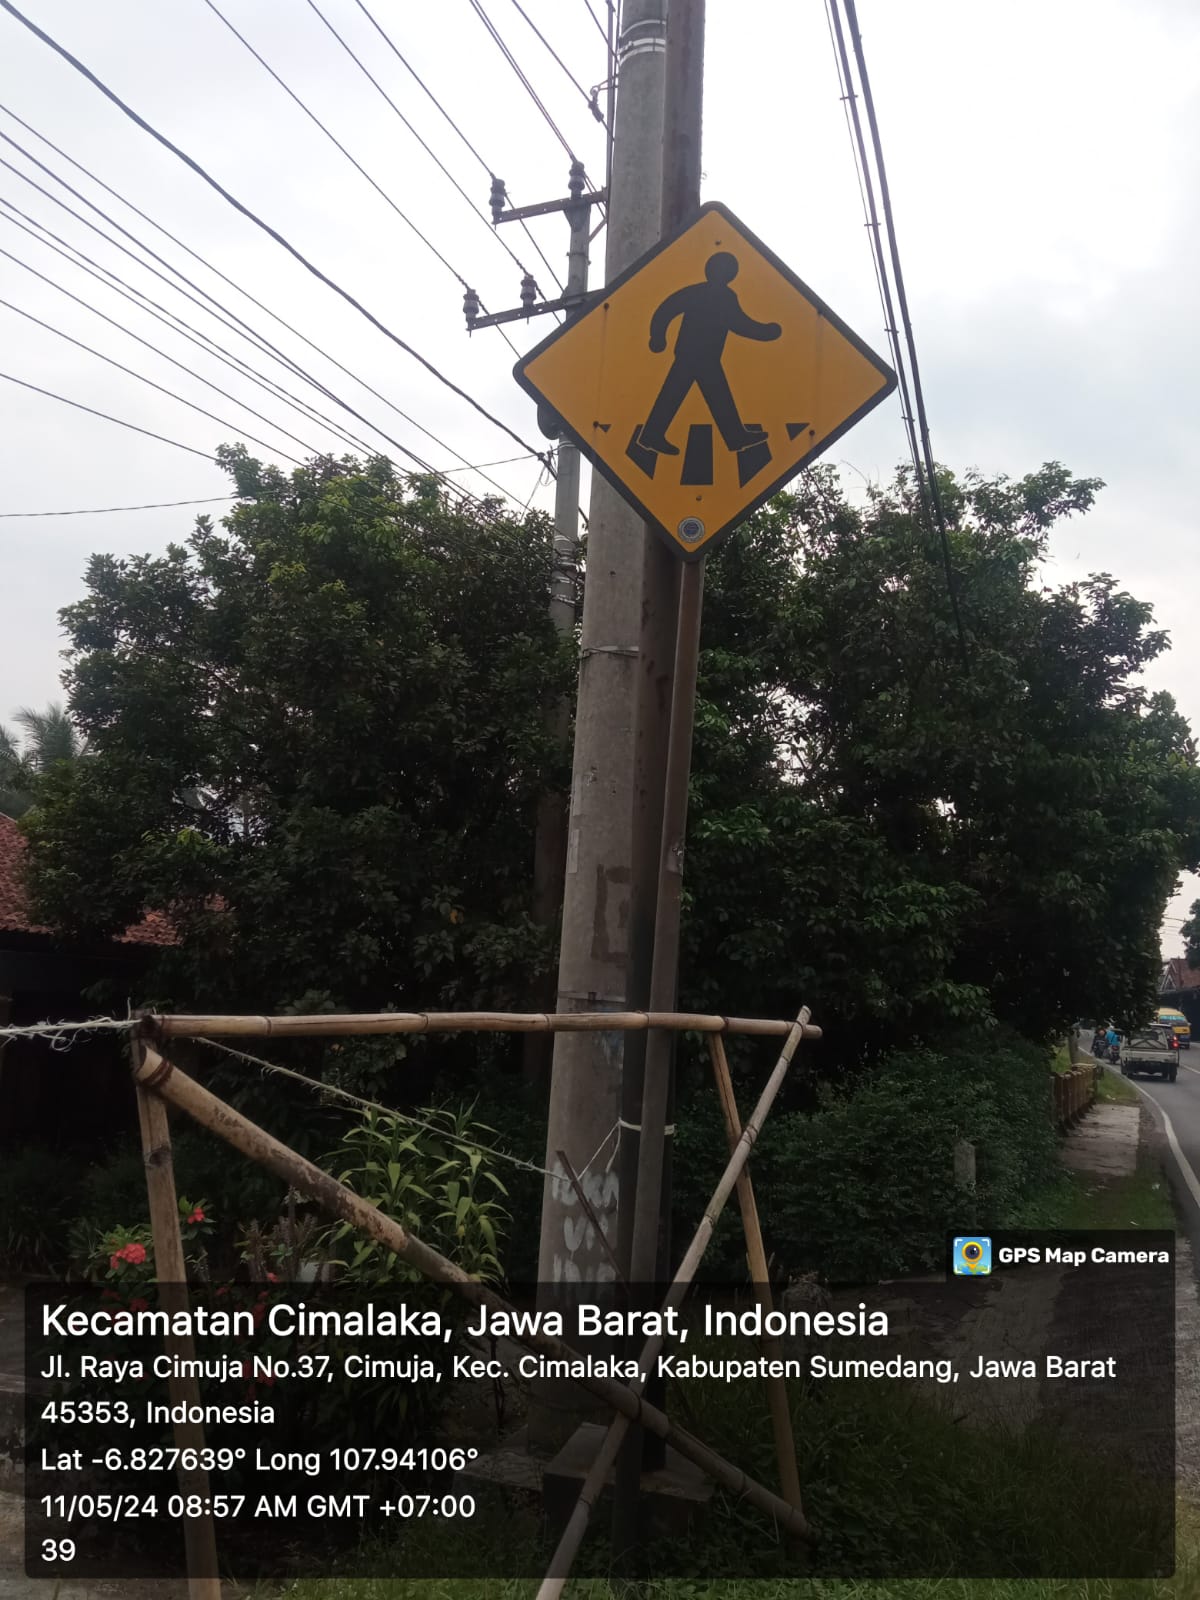 GPS Map Camera
Kecamatan Cimalaka, Jawa Barat, Indonesia
Jl. Raya Cimuja No.37, Cimuja, Kec. Cimalaka, Kabupaten Sumedang, Jawa Barat
45353, Indonesia
Lat -6.827639° Long 107.94106°
11/05/24 08:57 AM GMT +07:00
39